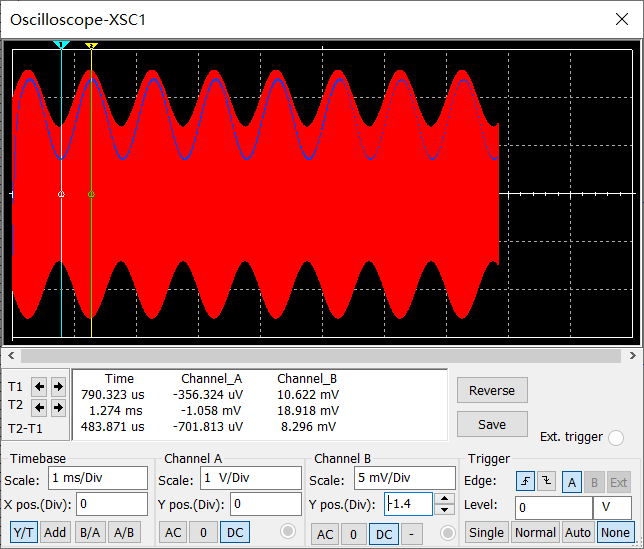 Oscilloscope-XSC1
1 2
T1
T2
T2-T1
Time Channel_A Channel_B
790.323 us -356.324 uV 10.622 mV
1.274 ms -1.058 mV 18.918 mV
483.871 us -701.813 uV 8.296 mV
Reverse
Save
Ext. trigger
Timebase
Scale: 1 ms/Div
X pos.(Div): 0
Y/T Add B/A A/B
Channel A
Scale: 1 V/Div
Y pos.(Div): 0
AC 0 DC
Channel B
Scale: 5 mV/Div
Y pos.(Div): -1.4
AC 0 DC -
Trigger
Edge: A B Ext
Level: 0 V
Single Normal Auto None